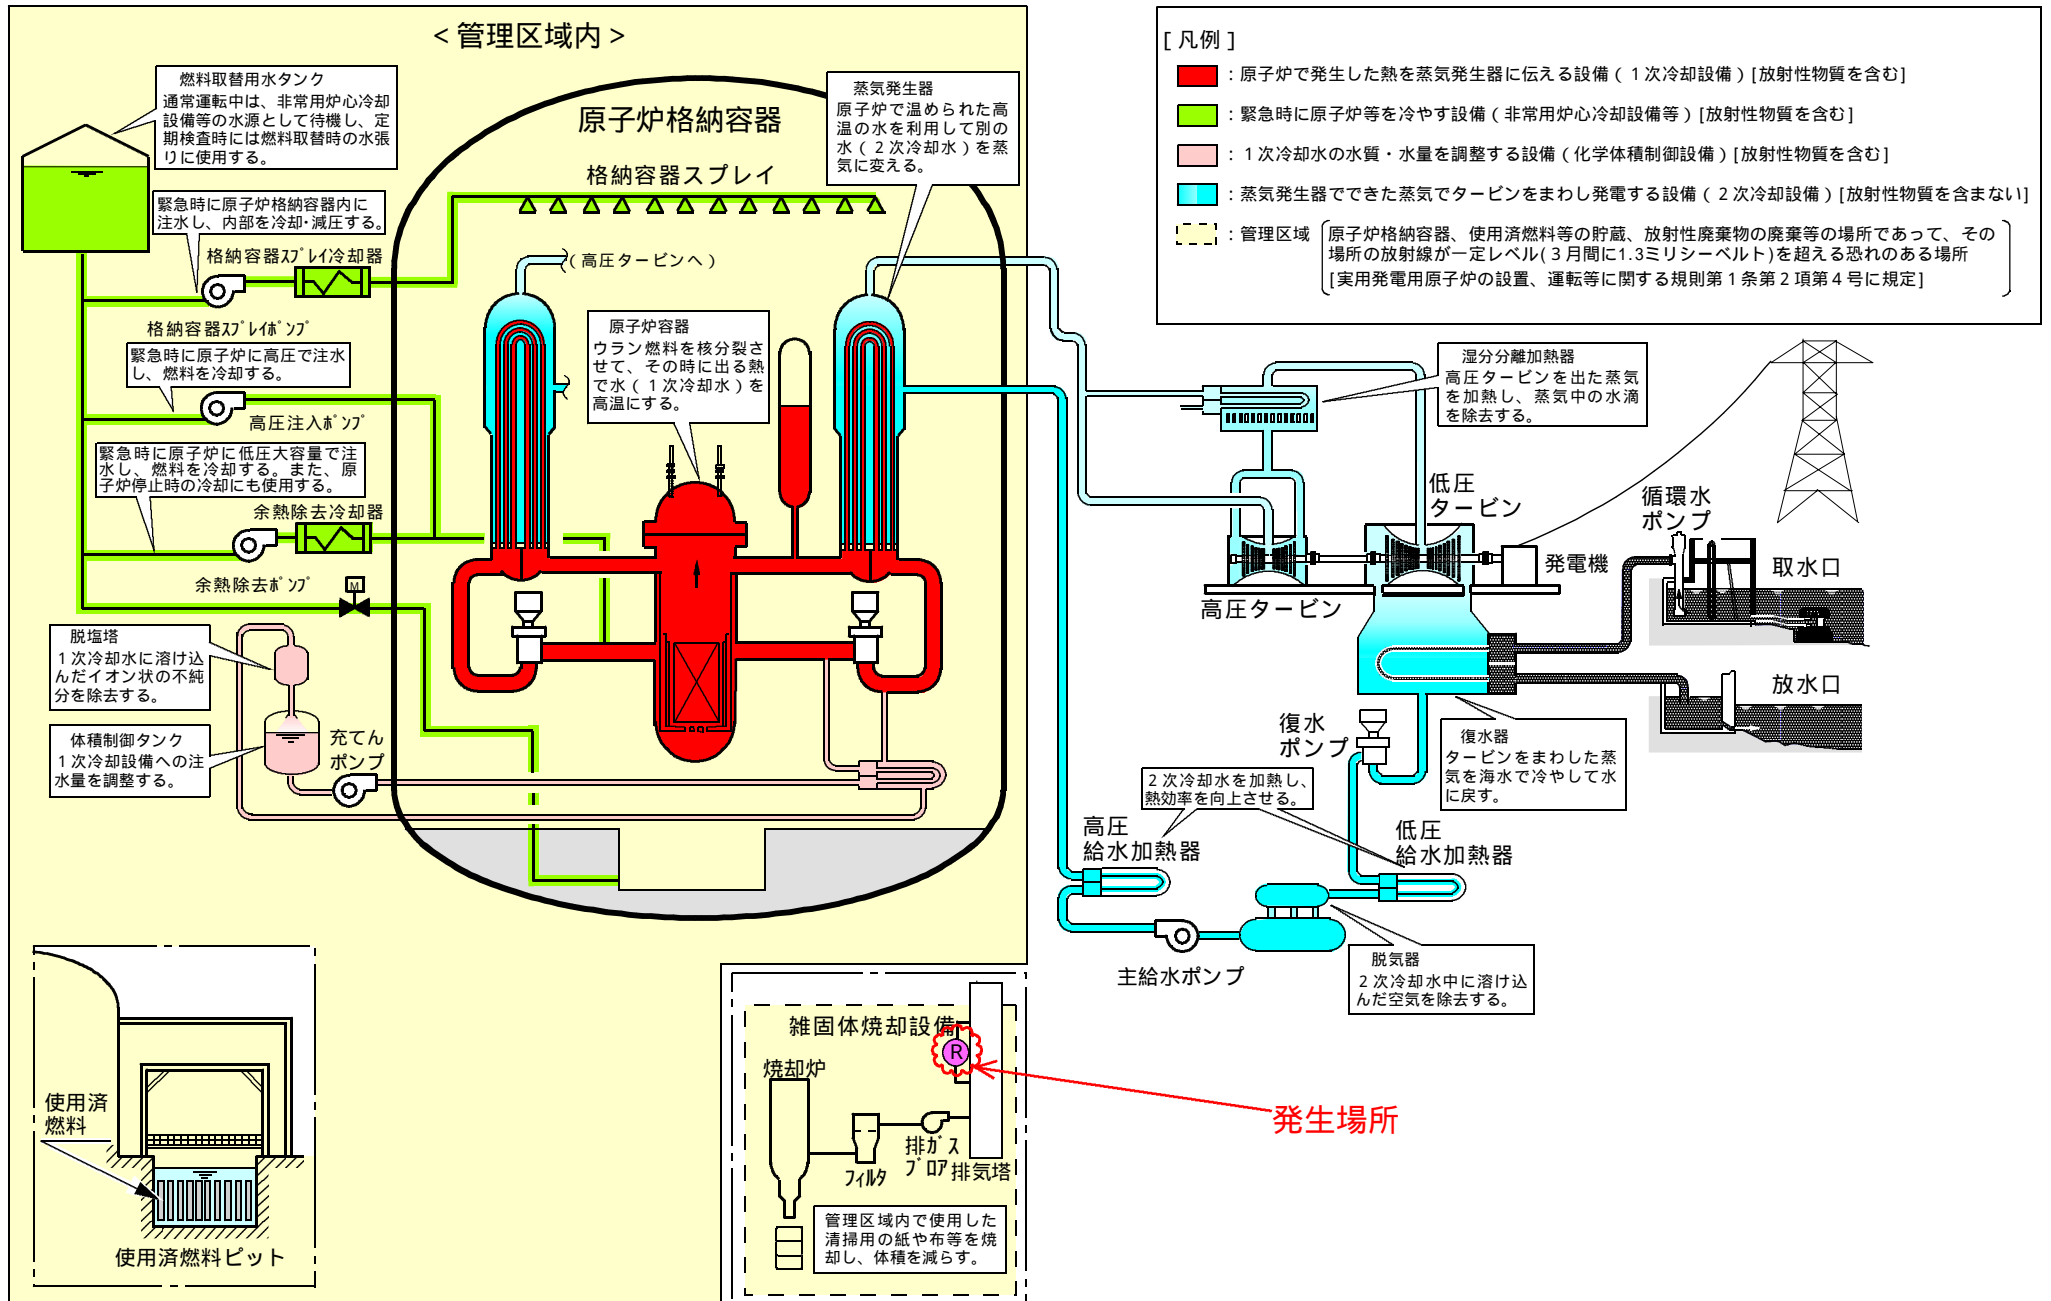 <管理区域内>
燃料取替用水タンク
通常運転中は、非常用炉心冷却
設備等の水源として待機し、定
期検査時には燃料取替時の水張
りに使用する。
緊急時に原子炉格納容器内に
注水し、内部を冷却・減圧する。
格納容器ｽﾌﾟﾚｲ冷却器
格納容器ｽﾌﾟﾚｲﾎﾟﾝﾌﾟ
緊急時に原子炉に高圧で注水
し、燃料を冷却する。
高圧注入ﾎﾟﾝﾌﾟ
緊急時に原子炉に低圧大容量で注
水し、燃料を冷却する。また、原
子炉停止時の冷却にも使用する。
余熱除去冷却器
余熱除去ﾎﾟﾝﾌﾟ
M
脱塩塔
1次冷却水に溶け込
んだイオン状の不純
分を除去する。
体積制御タンク
1次冷却設備への注
水量を調整する。
充てん
ポンプ
原子炉格納容器
格納容器スプレイ
蒸気発生器
原子炉で温められた高
温の水を利用して別の
水(2次冷却水)を蒸
気に変える。
(高圧タービンへ)
原子炉容器
ウラン燃料を核分裂さ
せて、その時に出る熱
で水(1次冷却水)を
高温にする。
[凡例]
:原子炉で発生した熱を蒸気発生器に伝える設備(1次冷却設備)[放射性物質を含む]
:緊急時に原子炉等を冷やす設備(非常用炉心冷却設備等)[放射性物質を含む]
:1次冷却水の水質・水量を調整する設備(化学体積制御設備)[放射性物質を含む]
:蒸気発生器でできた蒸気でタービンをまわし発電する設備(2次冷却設備)[放射性物質を含まない]
:管理区域
原子炉格納容器、使用済燃料等の貯蔵、放射性廃棄物の廃棄等の場所であって、その
場所の放射線が一定レベル(3月間に1.3ミリシーベルト)を超える恐れのある場所
[実用発電用原子炉の設置、運転等に関する規則第1条第2項第4号に規定]
湿分分離加熱器
高圧タービンを出た蒸気
を加熱し、蒸気中の水滴
を除去する。
低圧
タービン
高圧タービン
発電機
循環水
ポンプ
取水口
放水口
復水
ポンプ
復水器
タービンをまわした蒸
気を海水で冷やして水
に戻す。
2次冷却水を加熱し、
熱効率を向上させる。
高圧
給水加熱器
低圧
給水加熱器
主給水ポンプ
脱気器
2次冷却水中に溶け込
んだ空気を除去する。
使用済
燃料
使用済燃料ピット
雑固体焼却設備
R
焼却炉
ﾌｨﾙﾀ
排ｶﾞｽ
ﾌﾞﾛｱ
排気塔
管理区域内で使用した
清掃用の紙や布等を焼
却し、体積を減らす。
発生場所